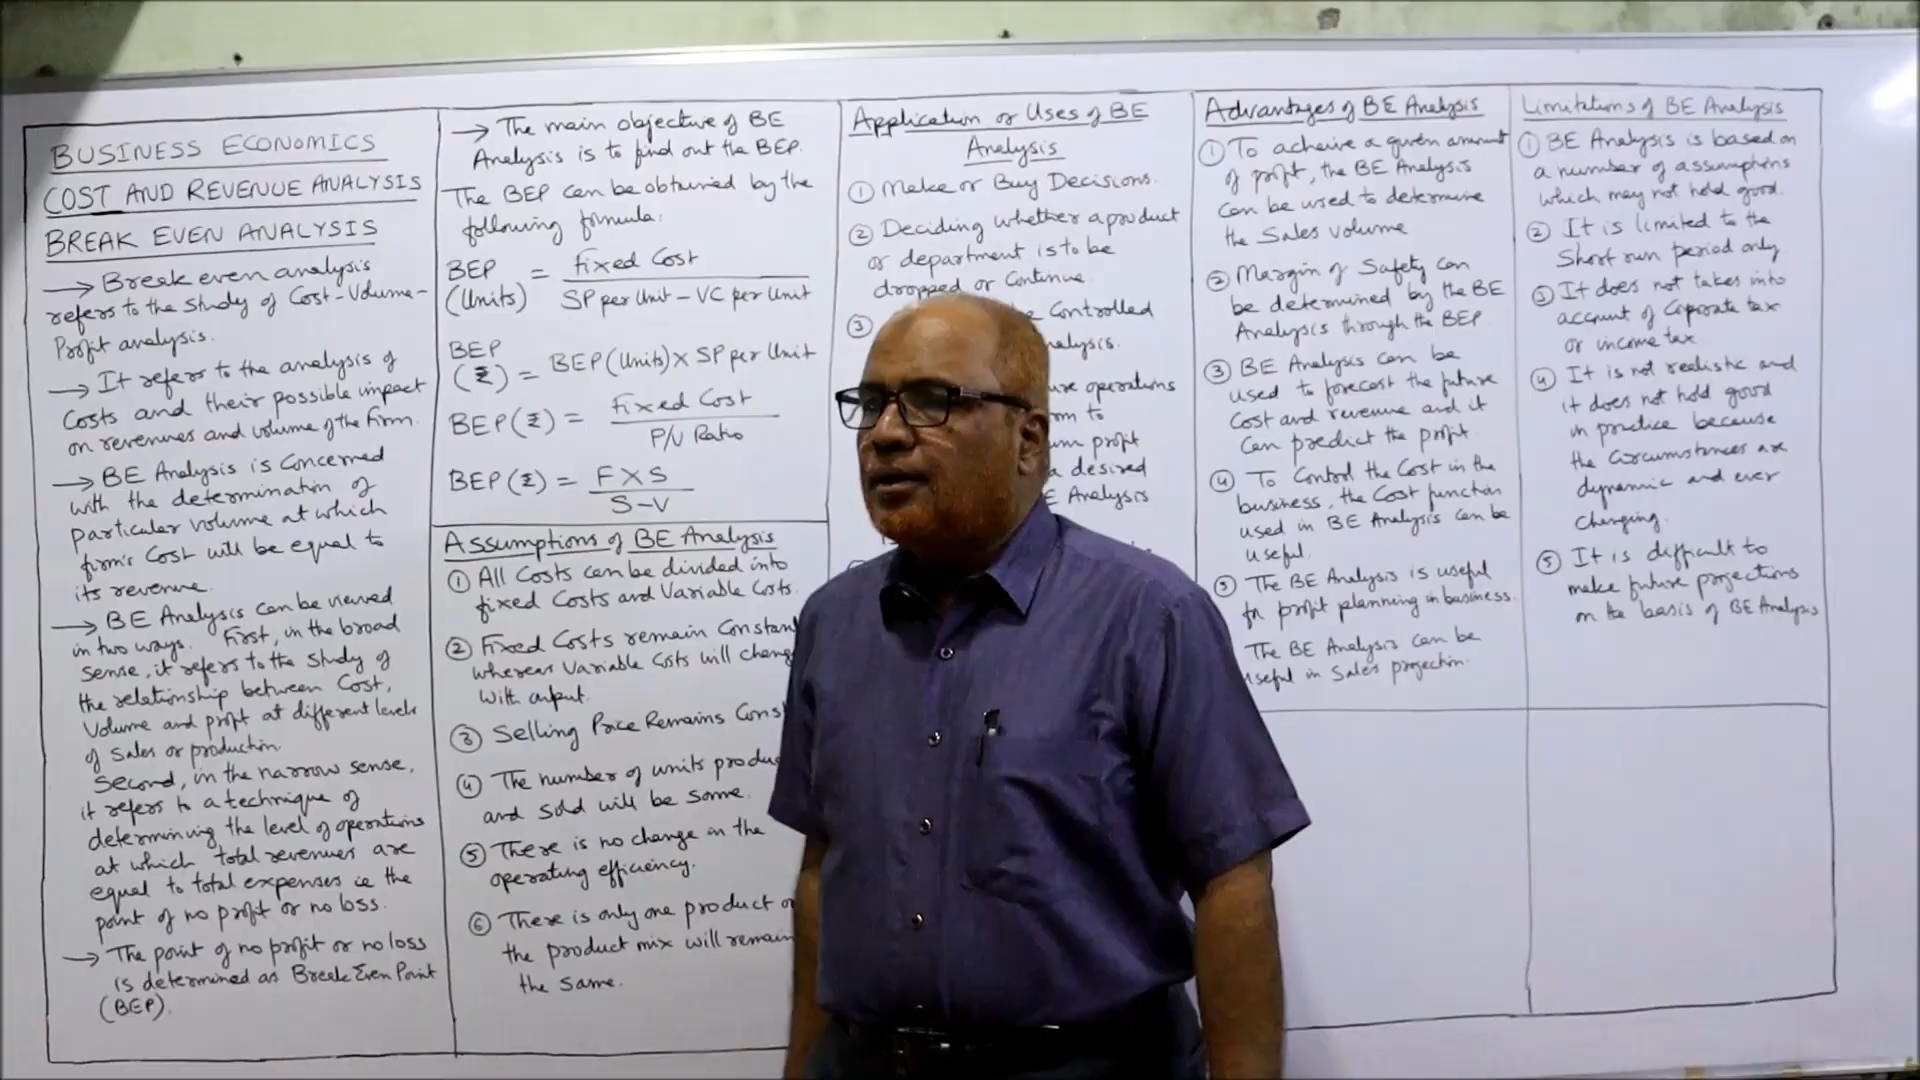 BUSINESS ECONOMICS
COST AND REVENUE ANALYSIS
BREAK EVEN ANALYSIS
→ Break even analysis
refers to the study of Cost-Volume-
Profit analysis.
→ It refers to the analysis of
Costs and their possible impact
on revenues and volume of the firm.
→ BE Analysis is Concerned
with the determination of
particular volume at which
firm's Cost will be equal to
its revenue.
→ BE Analysis can be viewed
in two ways. First, in the broad
sense, it refers to the study of
the relationship between Cost,
Volume and profit at different levels
of Sales or production.
Second, in the narrow sense,
it refers to a technique of
determining the level of operations
at which total revenues are
equal to total expenses ie the
point of no profit or no loss.
→ The point of no profit or no loss
is determined as Break Even Point
(BEP).
→ The main objective of BE
Analysis is to find out the BEP.
The BEP can be obtained by the
following formula:
BEP (Units) = Fixed Cost / SP per Unit - VC per Unit
BEP (₹) = BEP (Units) × SP per Unit
BEP (₹) = Fixed Cost / P/V Ratio
BEP (₹) = F X S / S-V
Assumptions of BE Analysis
① All Costs can be divided into
fixed Costs and Variable Costs.
② Fixed Costs remain Constan
whereas Variable Costs will chang
with output.
③ Selling Price Remains Cons
④ The number of units produ
and sold will be same.
⑤ There is no change in the
operating efficiency.
⑥ There is only one product o
the product mix will remain
the same.
Application or Uses of BE
Analysis
① Make or Buy Decisions.
② Deciding whether a product
or department is to be
dropped or Continue
③ Controlled
nalysis.
operations
to
profit
a desired
E Analysis
Advantages of BE Analysis
① To acheive a given amount
of profit, the BE Analysis
can be used to determine
the Sales volume
② Margin of Safety can
be determined by the BE
Analysis through the BEP.
③ BE Analysis can be
used to forecast the future
Cost and revenue and it
can predict the profit.
④ To Control the Cost in the
business, the Cost function
used in BE Analysis can be
useful.
⑤ The BE Analysis is useful
for profit planning in business.
The BE Analysis can be
useful in Sales projection.
Limitations of BE Analysis
① BE Analysis is based on
a number of assumptions
which may not hold good.
② It is limited to the
Short run period only
③ It does not takes into
account of Coporate tax
or income tax
④ It is not realistic and
it does not hold good
in practice because
the circumstances are
dynamic and ever
changing.
⑤ It is difficult to
make future projections
on the basis of BE Analysis